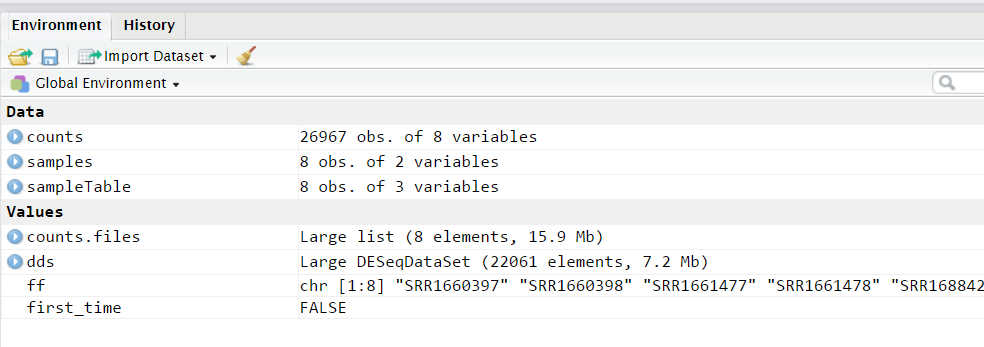 Environment History
Import Dataset
Global Environment
Data
counts 26967 obs. of 8 variables
samples 8 obs. of 2 variables
sampleTable 8 obs. of 3 variables
Values
counts.files Large list (8 elements, 15.9 Mb)
dds Large DESeqDataSet (22061 elements, 7.2 Mb)
ff chr [1:8] "SRR1660397" "SRR1660398" "SRR1661477" "SRR1661478" "SRR168842
first_time FALSE